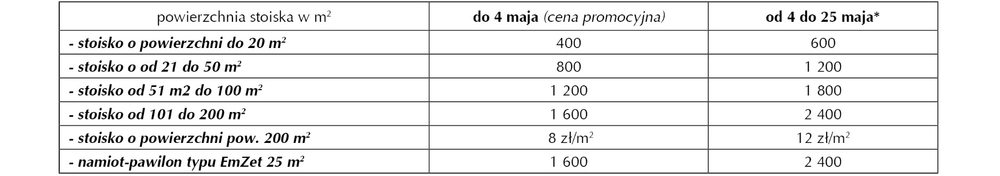 powierzchnia stoiska w m² do 4 maja (cena promocyjna) od 4 do 25 maja*
- stoisko o powierzchni do 20 m² 400 600
- stoisko o od 21 do 50 m² 800 1 200
- stoisko od 51 m2 do 100 m² 1 200 1 800
- stoisko od 101 do 200 m² 1 600 2 400
- stoisko o powierzchni pow. 200 m² 8 zł/m² 12 zł/m²
- namiot-pawilon typu EmZet 25 m² 1 600 2 400